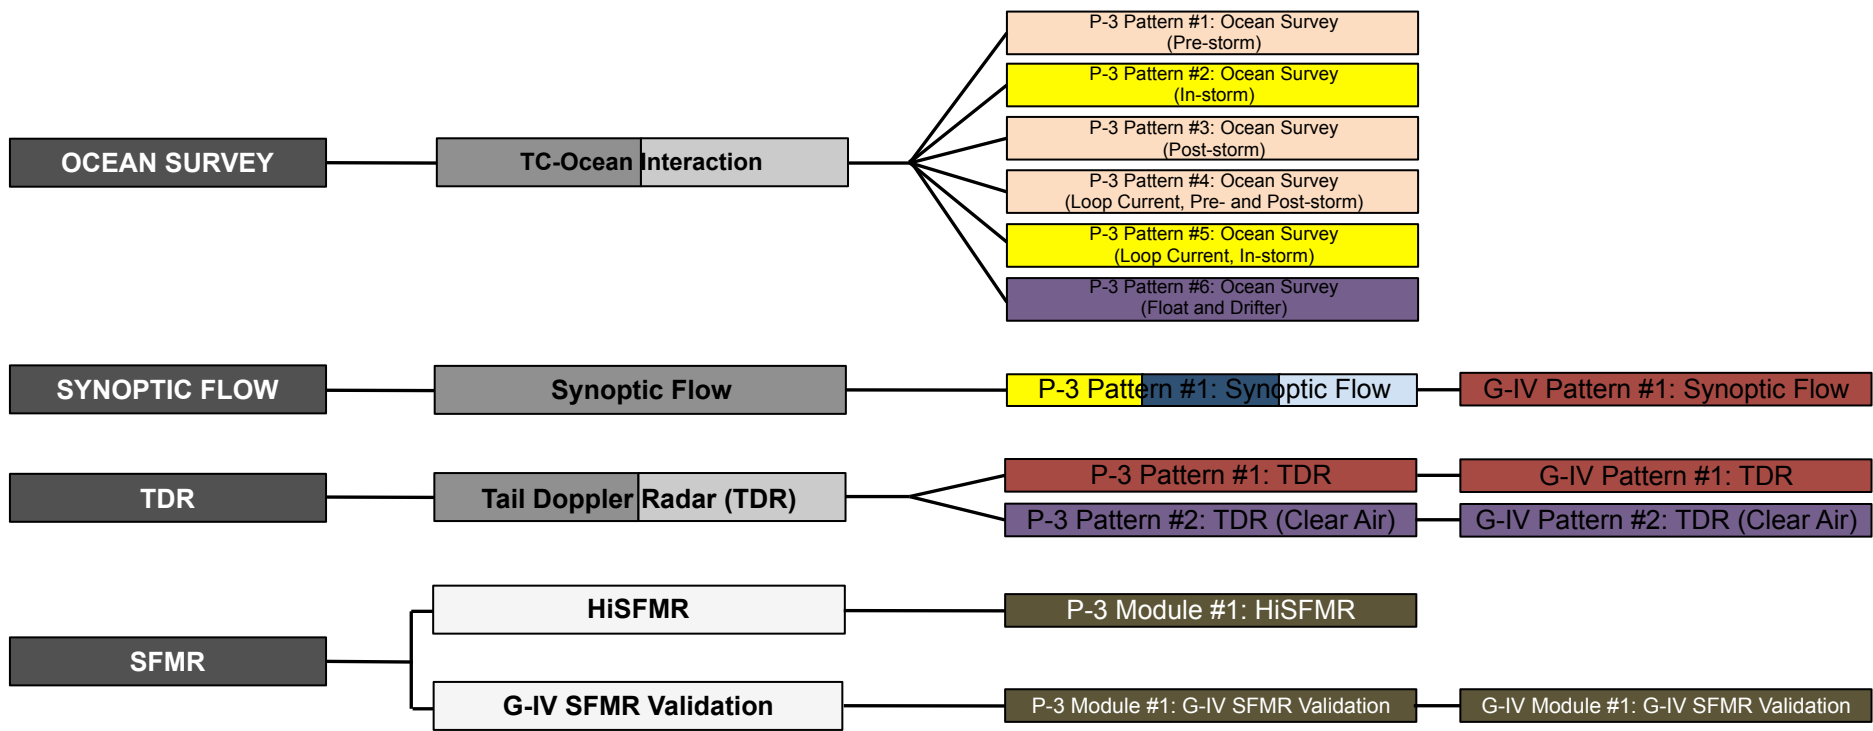 P-3 Pattern #1: Ocean Survey
(Pre-storm)
P-3 Pattern #2: Ocean Survey
(In-storm)
OCEAN SURVEY
TC-Ocean Interaction
P-3 Pattern #3: Ocean Survey
(Post-storm)
P-3 Pattern #4: Ocean Survey
(Loop Current, Pre- and Post-storm)
P-3 Pattern #5: Ocean Survey
(Loop Current, In-storm)
P-3 Pattern #6: Ocean Survey
(Float and Drifter)
SYNOPTIC FLOW
Synoptic Flow
P-3 Pattern #1: Synoptic Flow
G-IV Pattern #1: Synoptic Flow
TDR
Tail Doppler Radar (TDR)
P-3 Pattern #1: TDR
G-IV Pattern #1: TDR
P-3 Pattern #2: TDR (Clear Air)
G-IV Pattern #2: TDR (Clear Air)
SFMR
HiSFMR
P-3 Module #1: HiSFMR
G-IV SFMR Validation
P-3 Module #1: G-IV SFMR Validation
G-IV Module #1: G-IV SFMR Validation